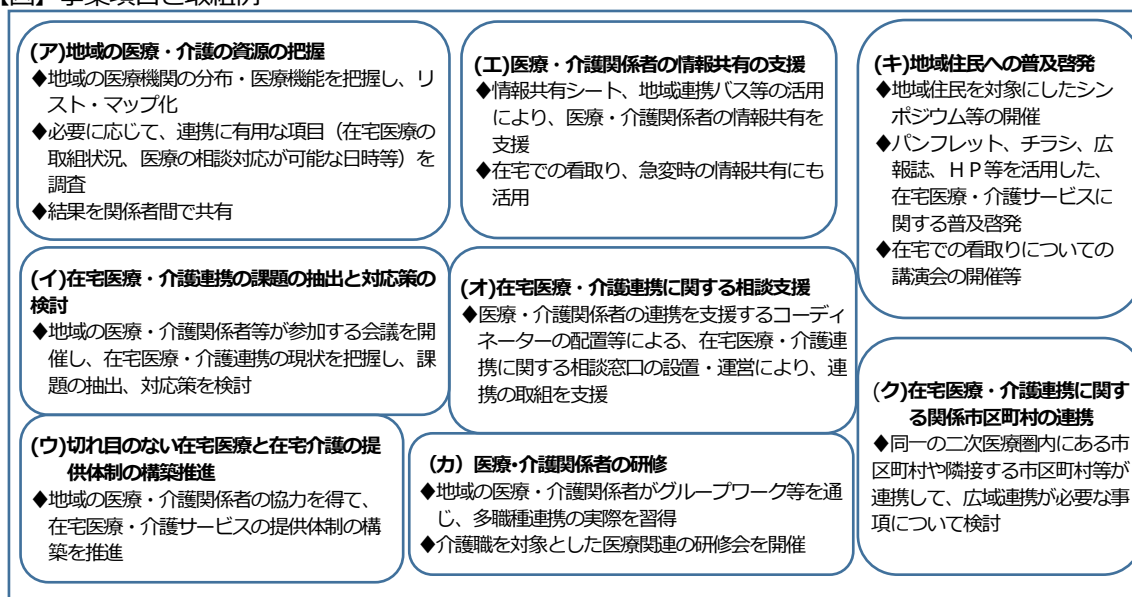 (ア)地域の医療・介護の資源の把握
◆地域の医療機関の分布・医療機能を把握し、リ
スト・マップ化
◆必要に応じて、連携に有用な項目（在宅医療の
取組状況、医療の相談対応が可能な日時等）を
調査
◆結果を関係者間で共有
(イ)在宅医療・介護連携の課題の抽出と対応策の
検討
◆地域の医療・介護関係者等が参加する会議を開
催し、在宅医療・介護連携の現状を把握し、課
題の抽出、対応策を検討
(ウ)切れ目のない在宅医療と在宅介護の提
供体制の構築推進
◆地域の医療・介護関係者の協力を得て、
在宅医療・介護サービスの提供体制の構
築を推進
(エ)医療・介護関係者の情報共有の支援
◆情報共有シート、地域連携パス等の活用
により、医療・介護関係者の情報共有を
支援
◆在宅での看取り、急変時の情報共有にも
活用
(オ)在宅医療・介護連携に関する相談支援
◆医療・介護関係者の連携を支援するコーディ
ネーターの配置等による、在宅医療・介護連
携に関する相談窓口の設置・運営により、連
携の取組を支援
（カ）医療・介護関係者の研修
◆地域の医療・介護関係者がグループワーク等を通
じ、多職種連携の実際を習得
◆介護職を対象とした医療関連の研修会を開催
(キ)地域住民への普及啓発
◆地域住民を対象にしたシン
ポジウム等の開催
◆パンフレット、チラシ、広
報誌、ＨＰ等を活用した、
在宅医療・介護サービスに
関する普及啓発
◆在宅での看取りについての
講演会の開催等
(ク)在宅医療・介護連携に関す
る関係市区町村の連携
◆同一の二次医療圏内にある市
区町村や隣接する市区町村等が
連携して、広域連携が必要な事
項について検討